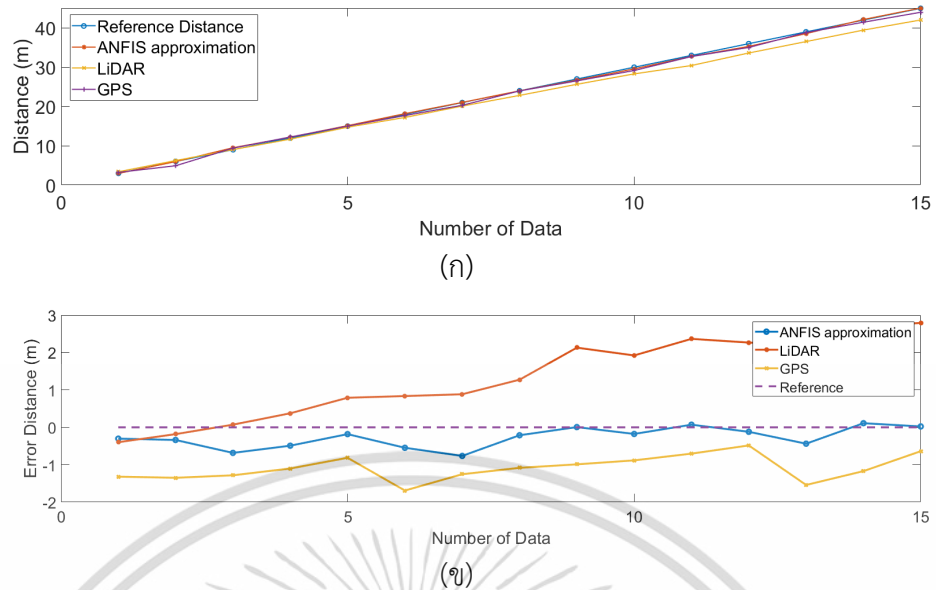 Reference Distance
ANFIS approximation
LiDAR
GPS
Distance (m)
40
30
20
10
0
0 5 10 15
Number of Data
(ก)
ANFIS approximation
LiDAR
GPS
Reference
Error Distance (m)
3
2
1
0
-1
-2
0 5 10 15
Number of Data
(ข)